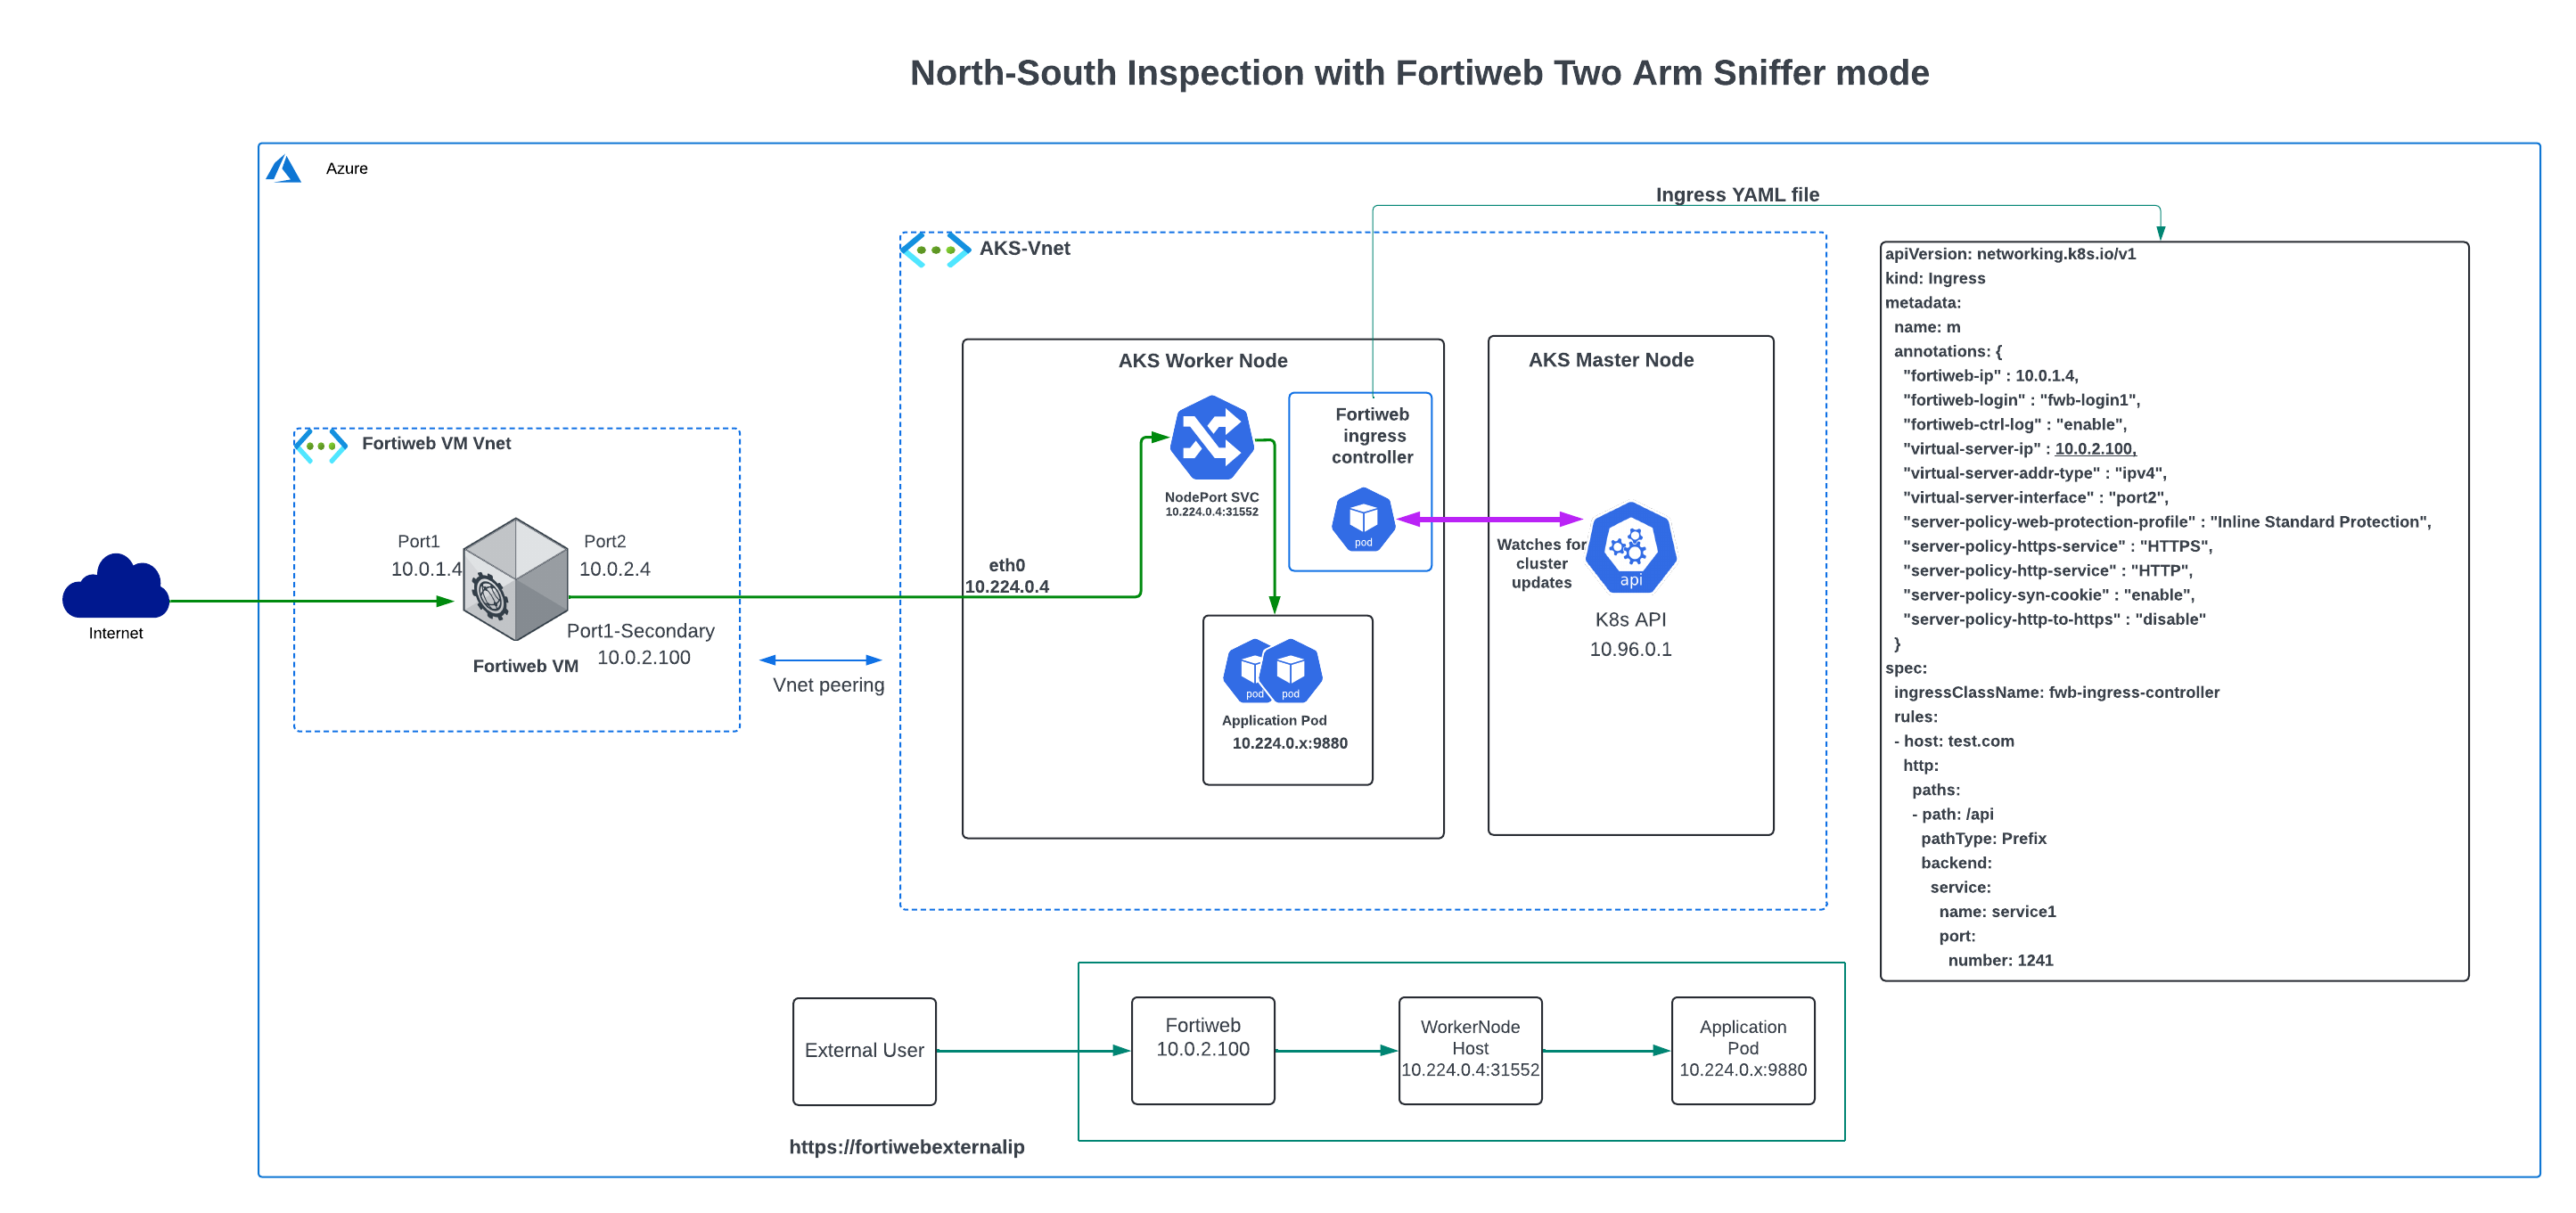 North-South Inspection with Fortiweb Two Arm Sniffer mode
Azure
Ingress YAML file
AKS-Vnet
AKS Worker Node
AKS Master Node
Fortiweb
ingress
controller
pod
NodePort SVC
10.224.0.4:31552
Fortiweb VM Vnet
Port1
10.0.1.4
Port2
10.0.2.4
Port1-Secondary
10.0.2.100
Fortiweb VM
Internet
Vnet peering
eth0
10.224.0.4
Watches for
cluster
updates
api
K8s API
10.96.0.1
pod
pod
Application Pod
10.224.0.x:9880
apiVersion: networking.k8s.io/v1
kind: Ingress
metadata:
name: m
annotations: {
"fortiweb-ip" : 10.0.1.4,
"fortiweb-login" : "fwb-login1",
"fortiweb-ctrl-log" : "enable",
"virtual-server-ip" : 10.0.2.100,
"virtual-server-addr-type" : "ipv4",
"virtual-server-interface" : "port2",
"server-policy-web-protection-profile" : "Inline Standard Protection",
"server-policy-https-service" : "HTTPS",
"server-policy-http-service" : "HTTP",
"server-policy-syn-cookie" : "enable",
"server-policy-http-to-https" : "disable"
}
spec:
ingressClassName: fwb-ingress-controller
rules:
- host: test.com
http:
paths:
- path: /api
pathType: Prefix
backend:
service:
name: service1
port:
number: 1241
External User
Fortiweb
10.0.2.100
WorkerNode
Host
10.224.0.4:31552
Application
Pod
10.224.0.x:9880
https://fortiwebexternalip